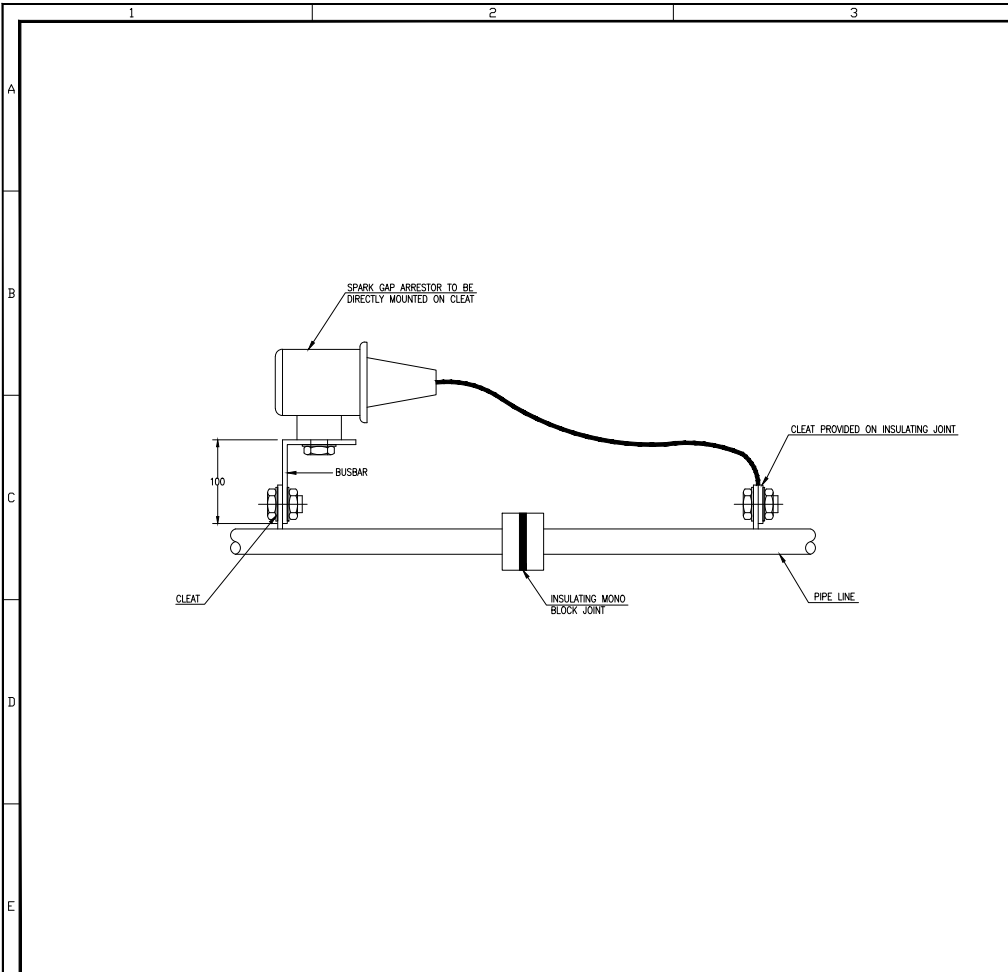 1 2 3
A
B
C
D
E
SPARK GAP ARRESTOR TO BE
DIRECTLY MOUNTED ON CLEAT
CLEAT PROVIDED ON INSULATING JOINT
BUSBAR
100
CLEAT
INSULATING MONO
BLOCK JOINT
PIPE LINE